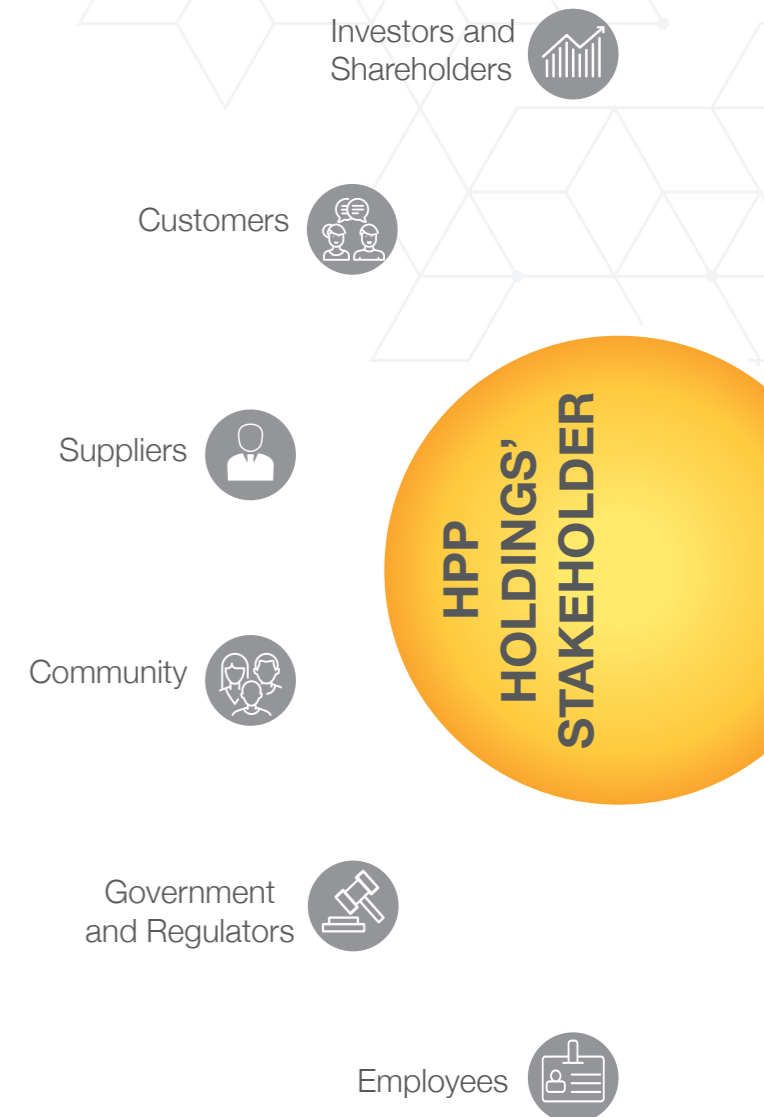 Investors and
Shareholders
Customers
Suppliers
HPP
HOLDINGS’
STAKEHOLDER
Community
Government
and Regulators
Employees